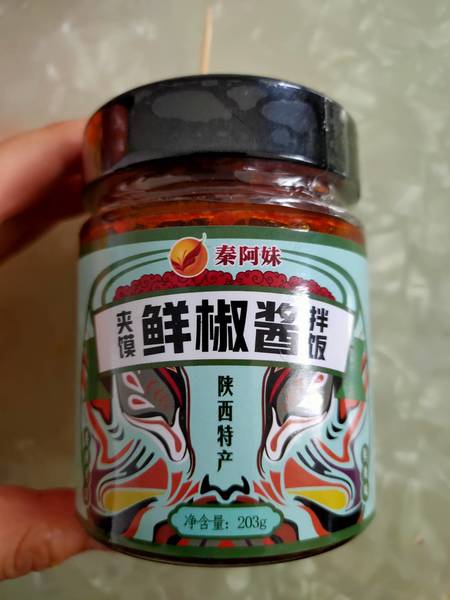 秦阿妹
夹馍 鲜椒酱 拌饭
陕西特产
净含量：203g